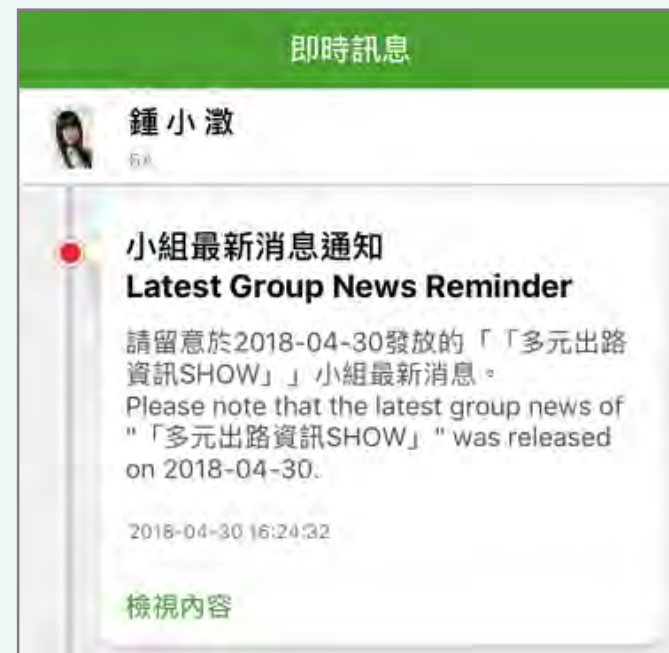 即時訊息
鍾小澂
小組最新消息通知
Latest Group News Reminder
請留意於2018-04-30發放的「「多元出路
資訊SHOW」」小組最新消息。
Please note that the latest group news of
"「多元出路資訊SHOW」" was released
on 2018-04-30.
2018-04-30 16:24:32
檢視內容